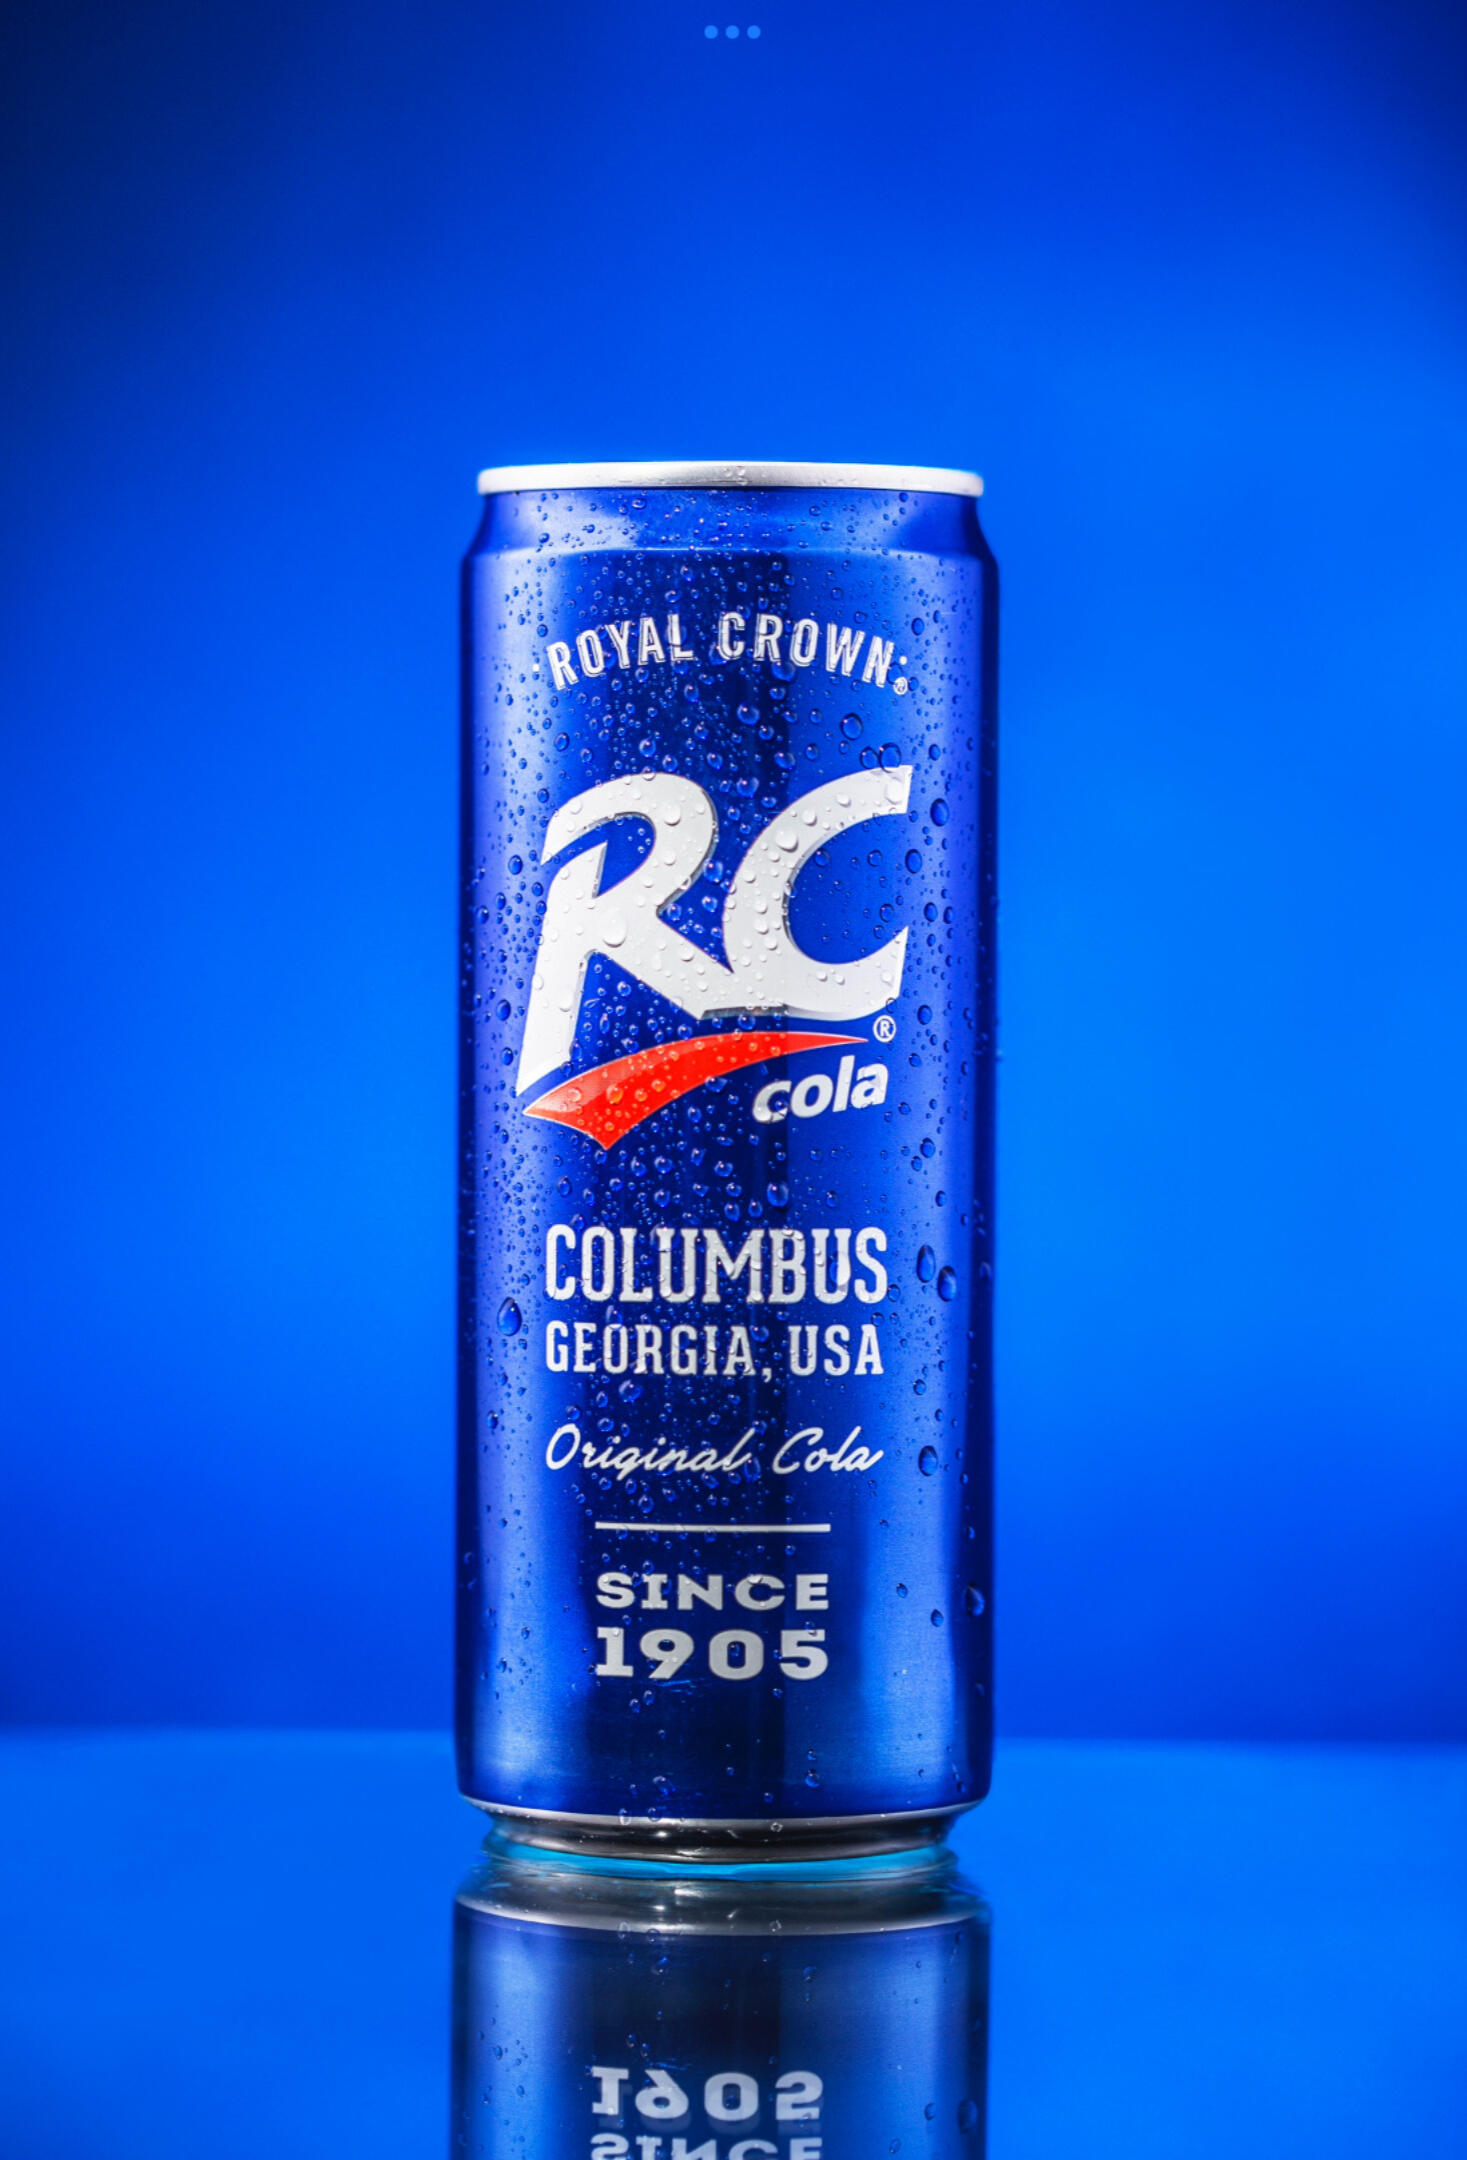 ROYAL CROWN®
RC®
cola
COLUMBUS
GEORGIA, USA
Original Cola
SINCE
1905